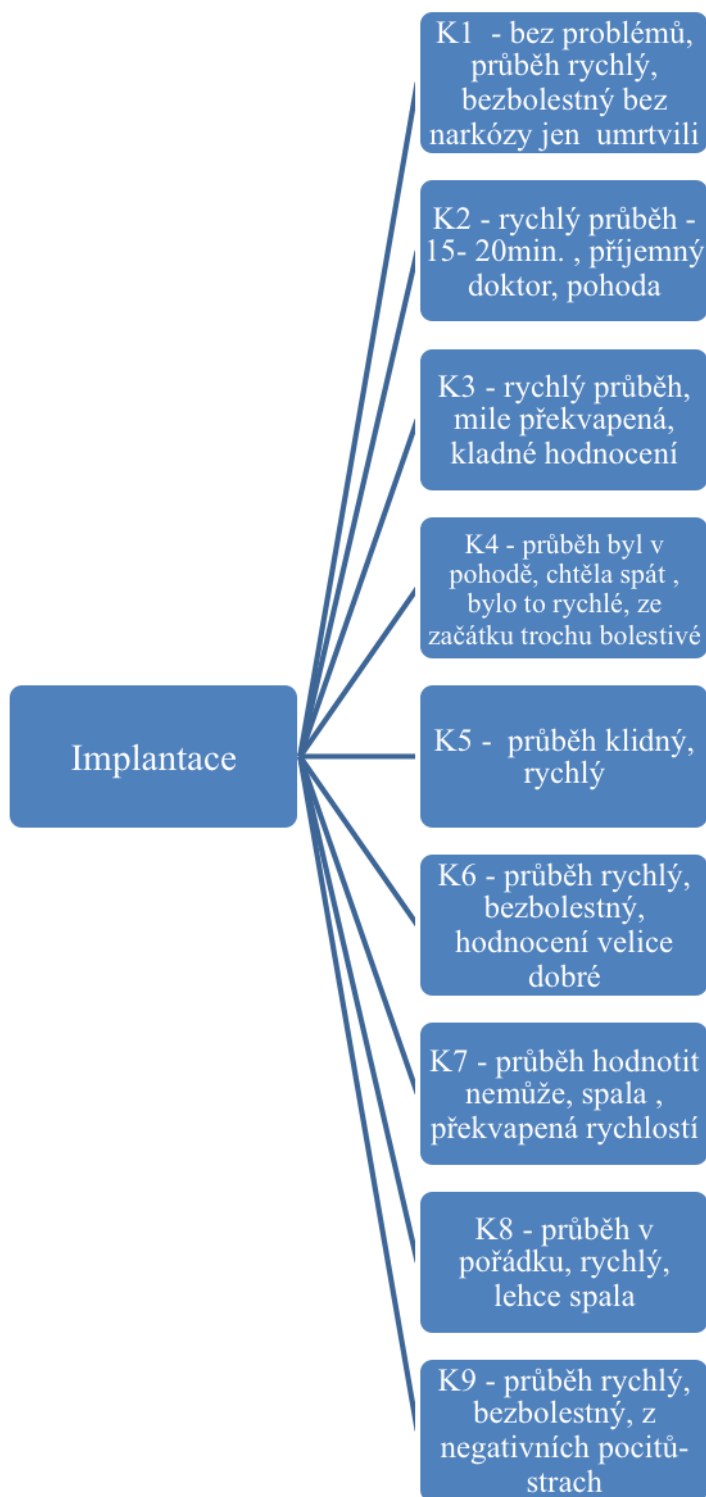 K1 - bez problémů,
průběh rychlý,
bezbolestný bez
narkózy jen umrtvili
K2 - rychlý průběh -
15- 20min. , příjemný
doktor, pohoda
K3 - rychlý průběh,
mile překvapená,
kladné hodnocení
K4 - průběh byl v
pohodě, chtěla spát ,
bylo to rychlé, ze
začátku trochu bolestivé
Implantace
K5 - průběh klidný,
rychlý
K6 - průběh rychlý,
bezbolestný,
hodnocení velice
dobré
K7 - průběh hodnotit
nemůže, spala ,
překvapená rychlostí
K8 - průběh v
pořádku, rychlý,
lehce spala
K9 - průběh rychlý,
bezbolestný, z
negativních pocitů-
strach